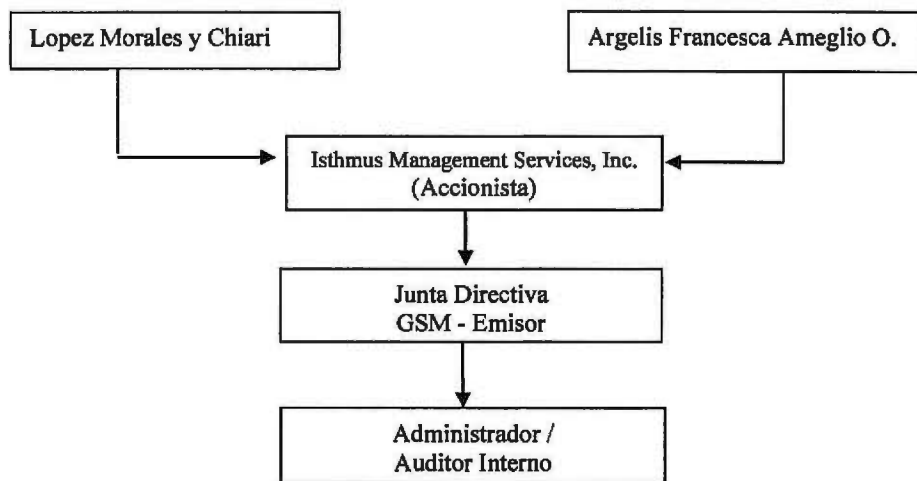 Lopez Morales y Chiari
Argelis Francesca Ameglio O.
Isthmus Management Services, Inc.
(Accionista)
Junta Directiva
GSM - Emisor
Administrador /
Auditor Interno